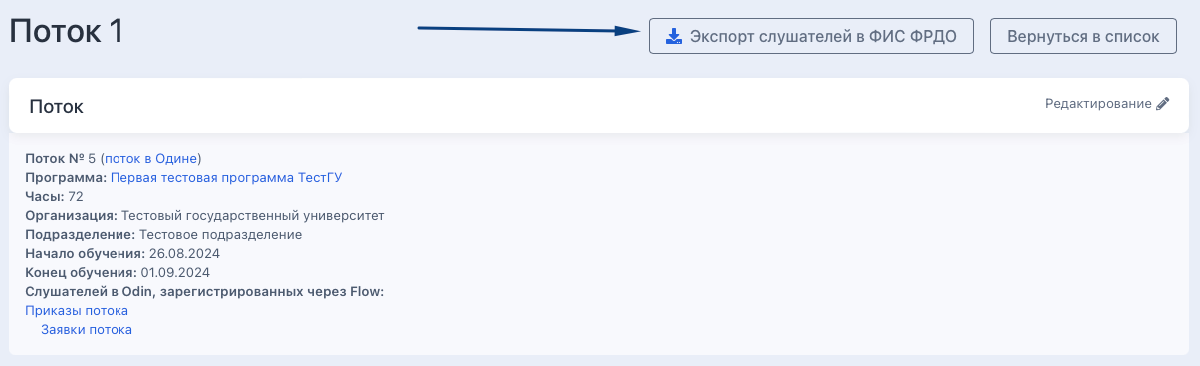 Поток 1
Экспорт слушателей в ФИС ФРДО
Вернуться в список
Поток
Редактирование
Поток № 5 (поток в Одине)
Программа: Первая тестовая программа ТестГУ
Часы: 72
Организация: Тестовый государственный университет
Подразделение: Тестовое подразделение
Начало обучения: 26.08.2024
Конец обучения: 01.09.2024
Слушателей в Odin, зарегистрированных через Flow:
Приказы потока
Заявки потока